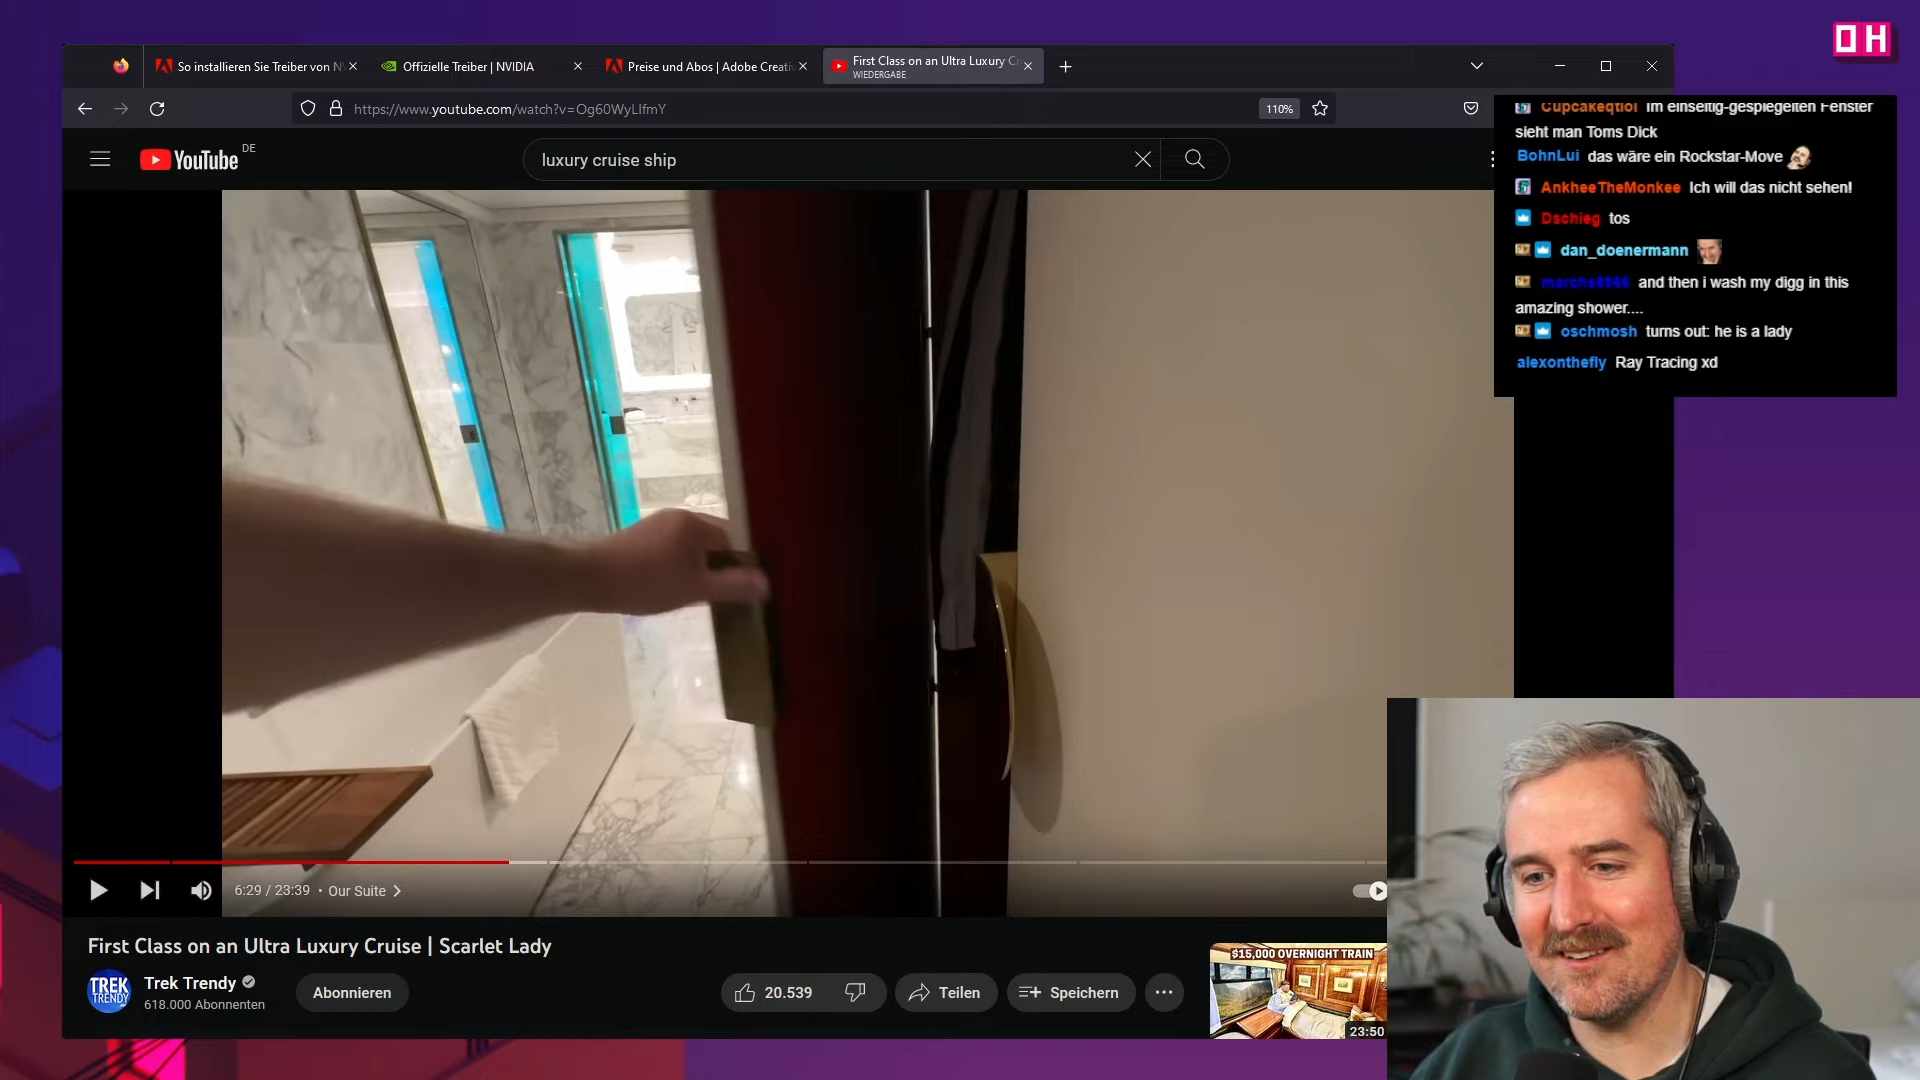 OH
So installieren Sie Treiber von NV
Offizielle Treiber | NVIDIA
Preise und Abos | Adobe Creativ
First Class on an Ultra Luxury Cr
WIEDERGABE
https://www.youtube.com/watch?v=Og60WyLIfmY
110%
YouTube DE
luxury cruise ship
Cupcakeqtiol Im einseitig-gespiegelten Fenster
sieht man Toms Dick
BohnLui das wäre ein Rockstar-Move
AnkheeTheMonkee Ich will das nicht sehen!
Dschieg tos
dan_doenermann
and then i wash my digg in this
amazing shower....
oschmosh turns out: he is a lady
alexonthefly Ray Tracing xd
6:29 / 23:39 • Our Suite
First Class on an Ultra Luxury Cruise | Scarlet Lady
TREK
TRENDY
Trek Trendy
618.000 Abonnenten
Abonnieren
20.539
Teilen
Speichern
$15,000 OVERNIGHT TRAIN
23:50